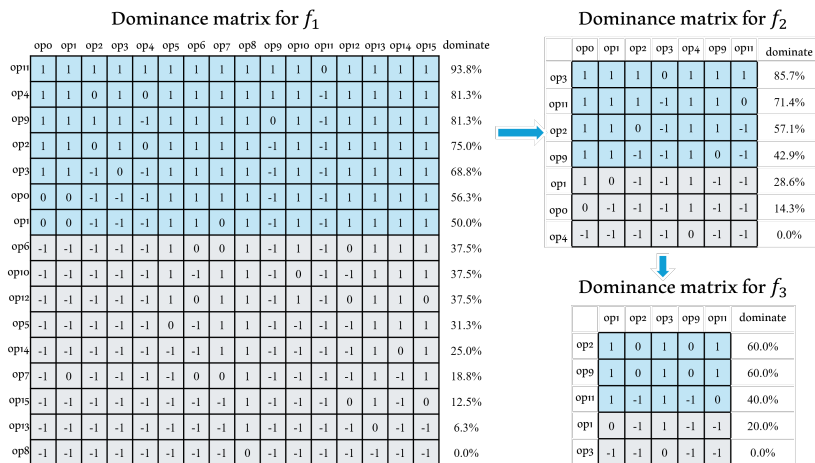 Dominance matrix for f1
op0 op1 op2 op3 op4 op5 op6 op7 op8 op9 op10 op11 op12 op13 op14 op15 dominate
op11 1 1 1 1 1 1 1 1 1 1 1 0 1 1 1 1 93.8%
op4 1 1 0 1 0 1 1 1 1 1 1 -1 1 1 1 1 81.3%
op9 1 1 1 1 -1 1 1 1 1 0 1 -1 1 1 1 1 81.3%
op2 1 1 0 1 0 1 1 1 1 -1 1 -1 1 1 1 1 75.0%
op3 1 1 -1 0 -1 1 1 1 1 -1 1 -1 1 1 1 1 68.8%
op0 0 0 -1 -1 -1 1 1 1 1 -1 1 -1 1 1 1 1 56.3%
op1 0 0 -1 -1 -1 1 1 0 1 -1 1 -1 1 1 1 1 50.0%
op6 -1 -1 -1 -1 -1 1 0 0 1 -1 1 -1 0 1 1 1 37.5%
op10 -1 -1 -1 -1 -1 1 -1 1 1 -1 0 -1 -1 1 1 1 37.5%
op12 -1 -1 -1 -1 -1 1 0 1 1 -1 1 -1 0 1 1 0 37.5%
op5 -1 -1 -1 -1 -1 0 -1 1 1 -1 -1 -1 -1 1 1 1 31.3%
op14 -1 -1 -1 -1 -1 -1 -1 1 1 -1 -1 -1 -1 1 0 1 25.0%
op7 -1 0 -1 -1 -1 -1 0 0 1 -1 -1 -1 -1 1 -1 1 18.8%
op15 -1 -1 -1 -1 -1 -1 -1 -1 1 -1 -1 -1 0 1 -1 0 12.5%
op13 -1 -1 -1 -1 -1 -1 -1 -1 1 -1 -1 -1 -1 0 -1 -1 6.3%
op8 -1 -1 -1 -1 -1 -1 -1 -1 0 -1 -1 -1 -1 -1 -1 -1 0.0%
Dominance matrix for f2
op0 op1 op2 op3 op4 op9 op11 dominate
op3 1 1 1 0 1 1 1 85.7%
op11 1 1 1 -1 1 1 0 71.4%
op2 1 1 0 -1 1 1 -1 57.1%
op9 1 1 -1 -1 1 0 -1 42.9%
op1 1 0 -1 -1 1 -1 -1 28.6%
op0 0 -1 -1 -1 1 -1 -1 14.3%
op4 -1 -1 -1 -1 0 -1 -1 0.0%
Dominance matrix for f3
op1 op2 op3 op9 op11 dominate
op2 1 0 1 0 1 60.0%
op9 1 0 1 0 1 60.0%
op11 1 -1 1 -1 0 40.0%
op1 0 -1 1 -1 -1 20.0%
op3 -1 -1 0 -1 -1 0.0%